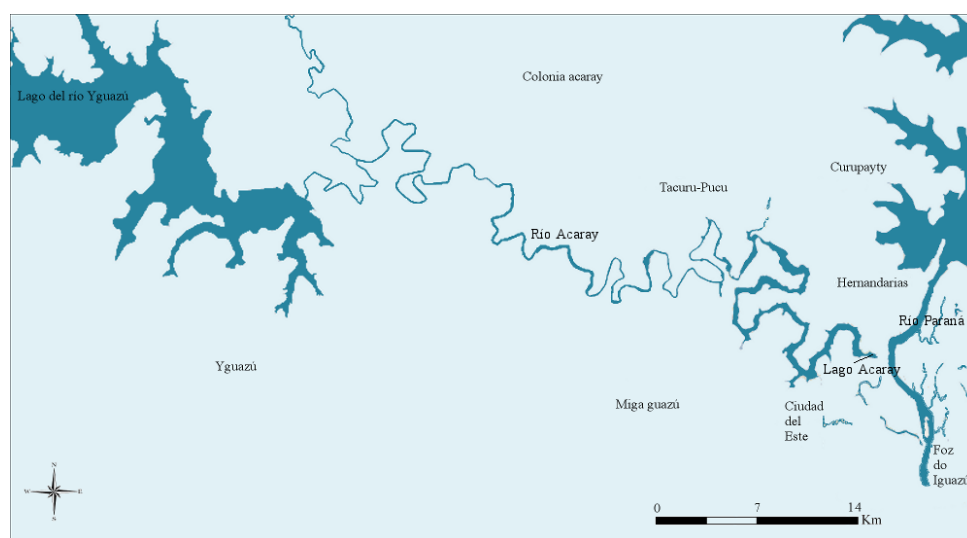 Colonia acaray
Lago del río Yguazú
Curupayty
Tacuru-Pucu
Río Acaray
Hernandarias
Río Paraná
Yguazú
Lago Acaray
Miga guazú
Ciudad
del
Este
Foz
do
Iguazú
N
W E
S
0 7 14
Km